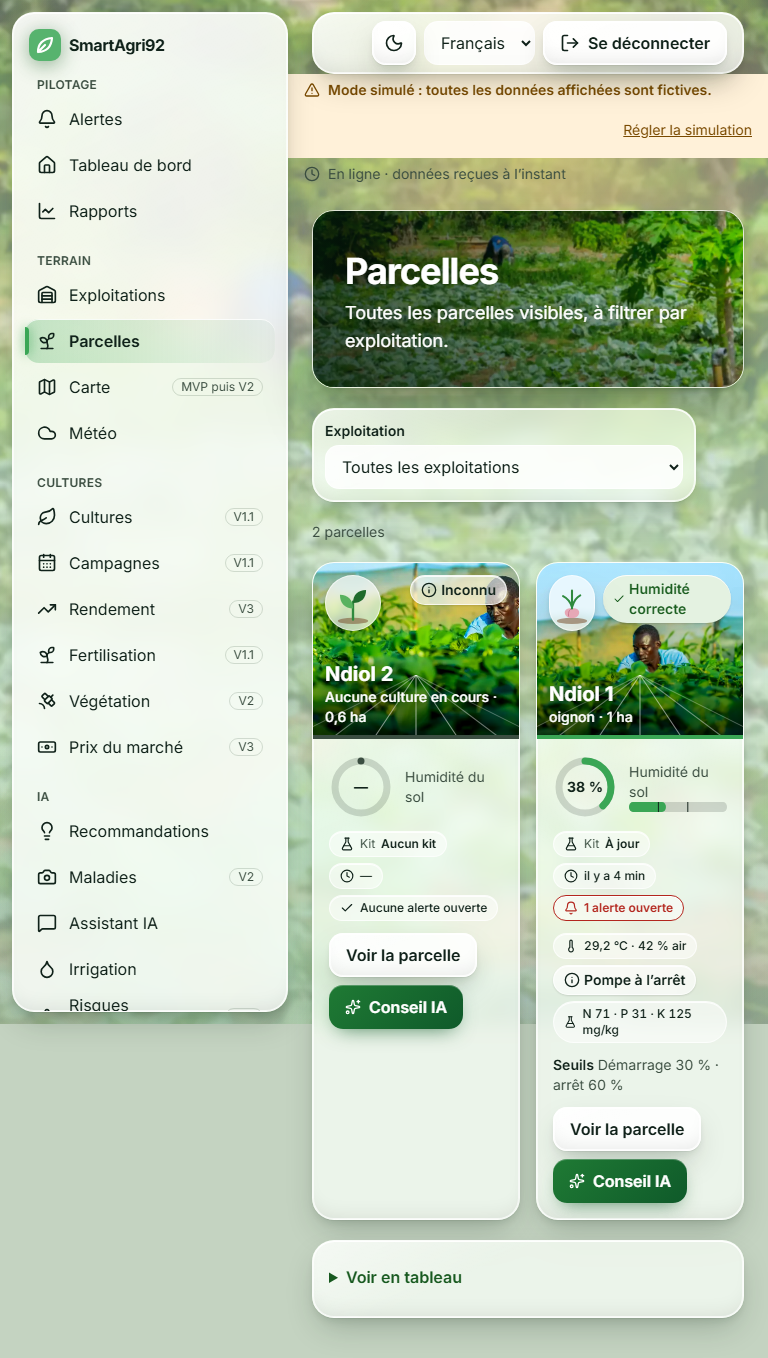 SmartAgri92
PILOTAGE
Alertes
Tableau de bord
Rapports
TERRAIN
Exploitations
Parcelles
Carte MVP puis V2
Météo
CULTURES
Cultures V1.1
Campagnes V1.1
Rendement V3
Fertilisation V1.1
Végétation V2
Prix du marché V3
IA
Recommandations
Maladies V2
Assistant IA
Irrigation
Risques
Français
Se déconnecter
Mode simulé : toutes les données affichées sont fictives.
Régler la simulation
En ligne · données reçues à l’instant
Parcelles
Toutes les parcelles visibles, à filtrer par
exploitation.
Exploitation
Toutes les exploitations
2 parcelles
Inconnu
Ndiol 2
Aucune culture en cours ·
0,6 ha
—
Humidité du
sol
Kit Aucun kit
—
Aucune alerte ouverte
Voir la parcelle
Conseil IA
Humidité
correcte
Ndiol 1
oignon · 1 ha
38 %
Humidité du
sol
Kit À jour
il y a 4 min
1 alerte ouverte
29,2 °C · 42 % air
Pompe à l’arrêt
N 71 · P 31 · K 125
mg/kg
Seuils Démarrage 30 % ·
arrêt 60 %
Voir la parcelle
Conseil IA
Voir en tableau